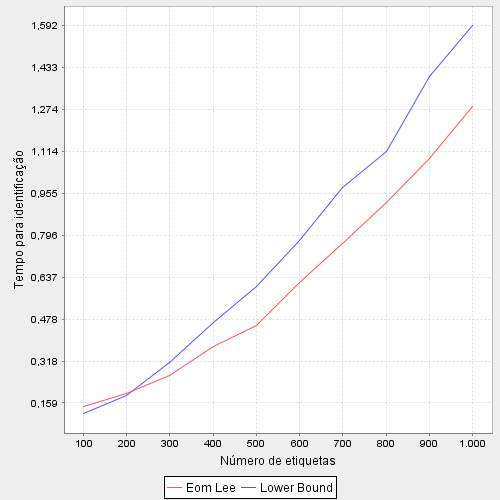 1,592
1,433
1,274
1,114
0,955
0,796
0,637
0,478
0,318
0,159
Tempo para identificação
100 200 300 400 500 600 700 800 900 1.000
Número de etiquetas
Eom Lee Lower Bound